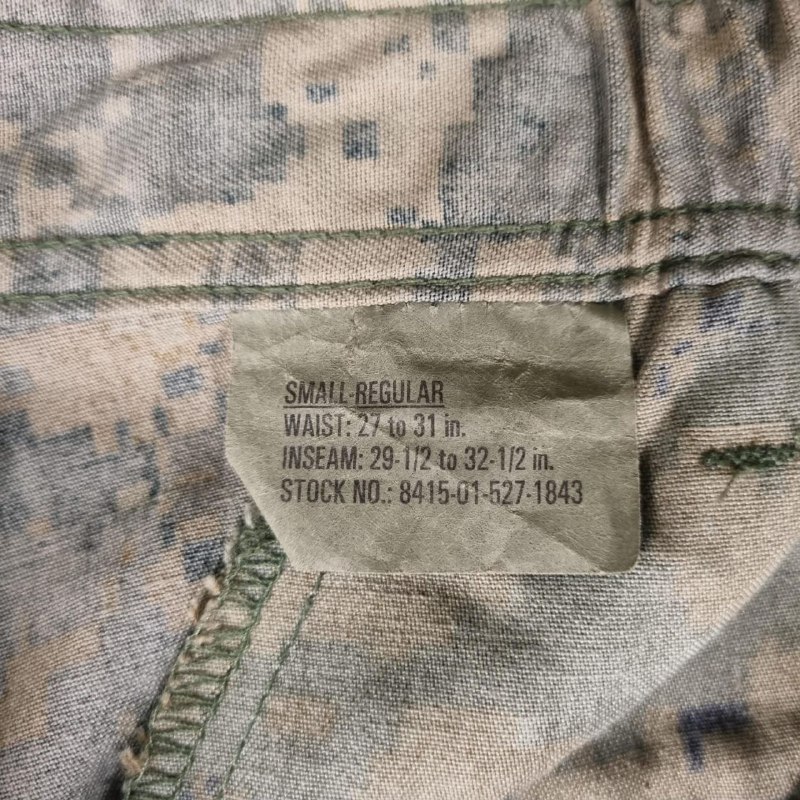 SMALL-REGULAR
WAIST: 27 to 31 in.
INSEAM: 29-1/2 to 32-1/2 in.
STOCK NO.: 8415-01-527-1843